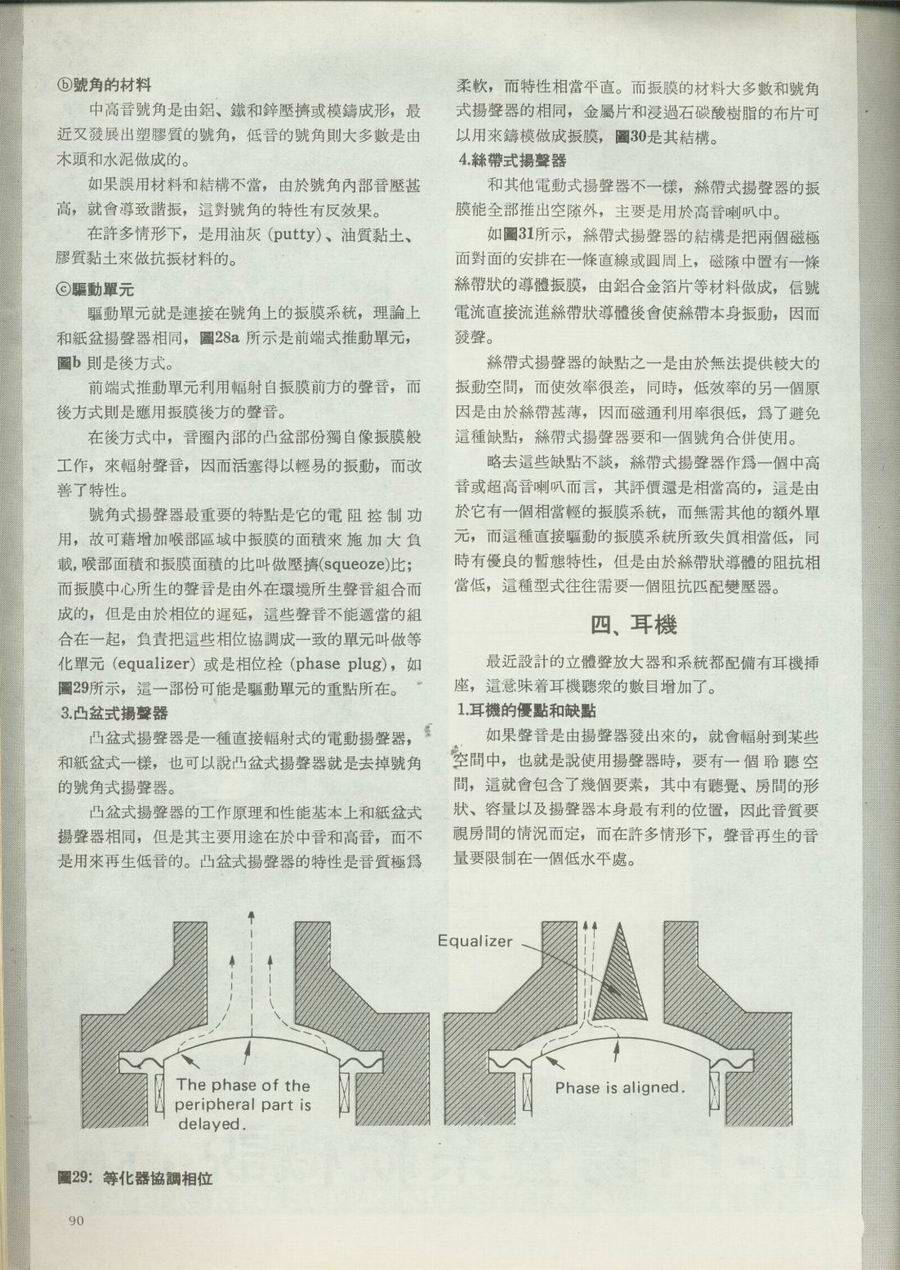 ⓑ號角的材料
中高音號角是由鋁、鐵和鋅壓擠或模鑄成形，最
近又發展出塑膠質的號角，低音的號角則大多數是由
木頭和水泥做成的。
如果誤用材料和結構不當，由於號角內部音壓甚
高，就會導致諧振，這對號角的特性有反效果。
在許多情形下，是用油灰 (putty)、油質黏土、
膠質黏土來做抗振材料的。
ⓒ驅動單元
驅動單元就是連接在號角上的振膜系統，理論上
和紙盆揚聲器相同，圖28a 所示是前端式推動單元，
圖b 則是後方式。
前端式推動單元利用輻射自振膜前方的聲音，而
後方式則是應用振膜後方的聲音。
在後方式中，音圈內部的凸盆部份獨自像振膜般
工作，來輻射聲音，因而活塞得以輕易的振動，而改
善了特性。
號角式揚聲器最重要的特點是它的電阻控制功
用，故可藉增加喉部區域中振膜的面積來施加大負
載，喉部面積和振膜面積的比叫做壓擠(squeoze)比；
而振膜中心所生的聲音是由外在環境所生聲音組合而
成的，但是由於相位的遲延，這些聲音不能適當的組
合在一起，負責把這些相位協調成一致的單元叫做等
化單元 (equalizer) 或是相位栓 (phase plug)，如
圖29所示，這一部份可能是驅動單元的重點所在。
3.凸盆式揚聲器
凸盆式揚聲器是一種直接輻射式的電動揚聲器，
和紙盆式一樣，也可以說凸盆式揚聲器就是去掉號角
的號角式揚聲器。
凸盆式揚聲器的工作原理和性能基本上和紙盆式
揚聲器相同，但是其主要用途在於中音和高音，而不
是用來再生低音的。凸盆式揚聲器的特性是音質極爲
柔軟，而特性相當平直。而振膜的材料大多數和號角
式揚聲器的相同，金屬片和浸過石碳酸樹脂的布片可
以用來鑄模做成振膜，圖30是其結構。
4.絲帶式揚聲器
和其他電動式揚聲器不一樣，絲帶式揚聲器的振
膜能全部推出空隙外，主要是用於高音喇叭中。
如圖31所示，絲帶式揚聲器的結構是把兩個磁極
面對面的安排在一條直線或圓周上，磁隙中置有一條
絲帶狀的導體振膜，由鋁合金箔片等材料做成，信號
電流直接流進絲帶狀導體後會使絲帶本身振動，因而
發聲。
絲帶式揚聲器的缺點之一是由於無法提供較大的
振動空間，而使效率很差，同時，低效率的另一個原
因是由於絲帶甚薄，因而磁通利用率很低，爲了避免
這種缺點，絲帶式揚聲器要和一個號角合併使用。
略去這些缺點不談，絲帶式揚聲器作爲一個中高
音或超高音喇叭而言，其評價還是相當高的，這是由
於它有一個相當輕的振膜系統，而無需其他的額外單
元，而這種直接驅動的振膜系統所致失眞相當低，同
時有優良的暫態特性，但是由於絲帶狀導體的阻抗相
當低，這種型式往往需要一個阻抗匹配變壓器。
四、耳機
最近設計的立體聲放大器和系統都配備有耳機揷
座，這意味着耳機聽衆的數目增加了。
1.耳機的優點和缺點
如果聲音是由揚聲器發出來的，就會輻射到某些
空間中，也就是說使用揚聲器時，要有一個聆聽空
間，這就會包含了幾個要素，其中有聽覺、房間的形
狀、容量以及揚聲器本身最有利的位置，因此音質要
視房間的情況而定，而在許多情形下，聲音再生的音
量要限制在一個低水平處。
Equalizer
The phase of the
peripheral part is
delayed.
Phase is aligned.
圖29：等化器協調相位
90